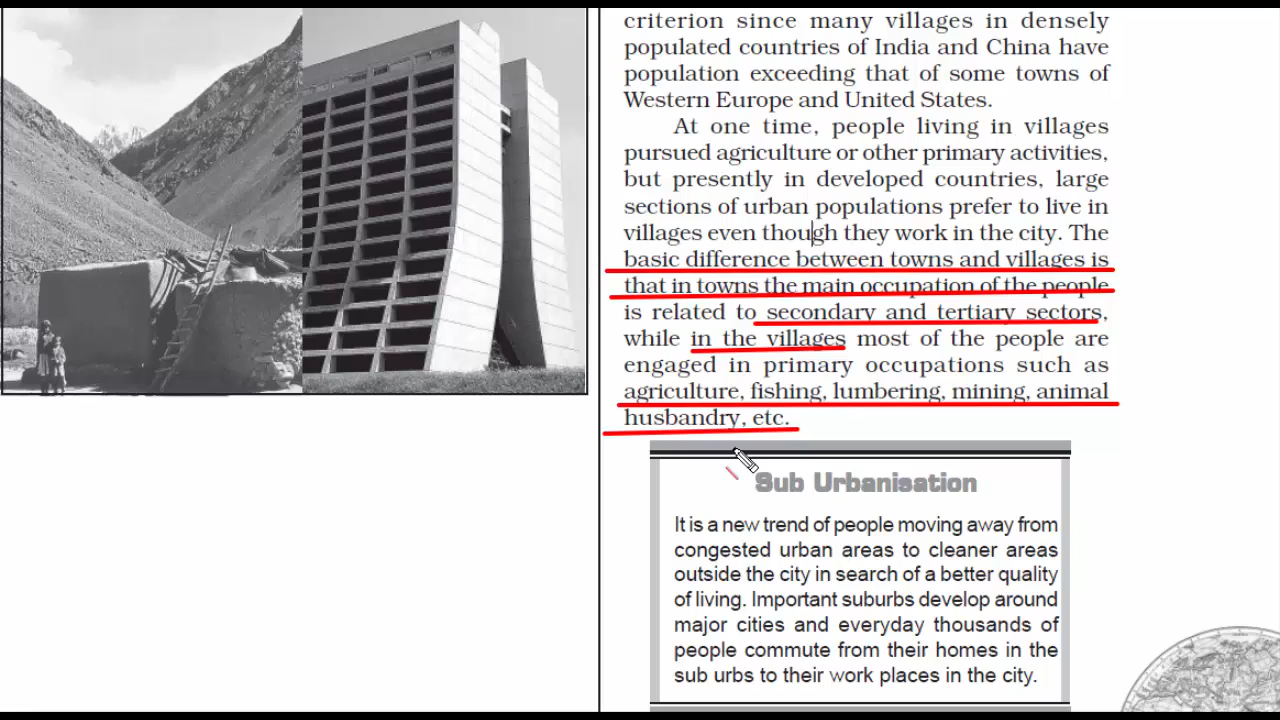 criterion since many villages in densely
populated countries of India and China have
population exceeding that of some towns of
Western Europe and United States.
At one time, people living in villages
pursued agriculture or other primary activities,
but presently in developed countries, large
sections of urban populations prefer to live in
villages even though they work in the city. The
basic difference between towns and villages is
that in towns the main occupation of the people
is related to secondary and tertiary sectors,
while in the villages most of the people are
engaged in primary occupations such as
agriculture, fishing, lumbering, mining, animal
husbandry, etc.
Sub Urbanisation
It is a new trend of people moving away from
congested urban areas to cleaner areas
outside the city in search of a better quality
of living. Important suburbs develop around
major cities and everyday thousands of
people commute from their homes in the
sub urbs to their work places in the city.